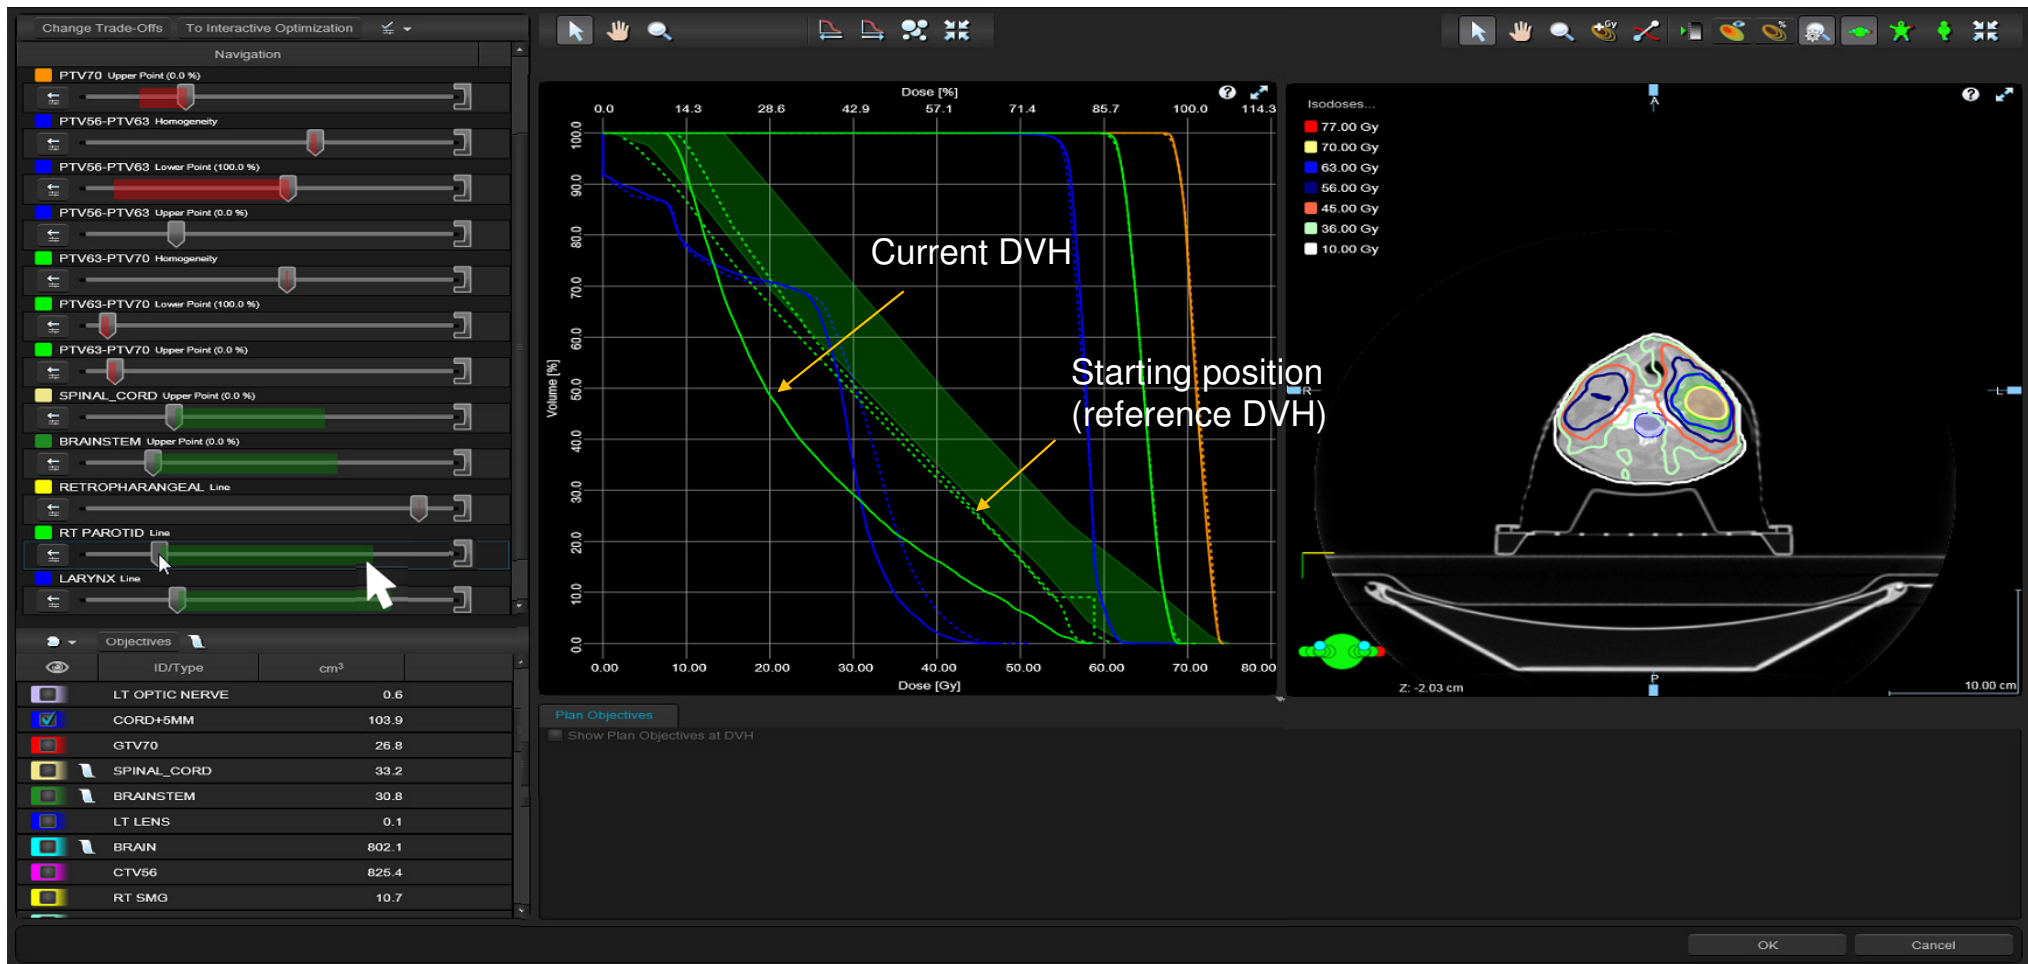 Change Trade-Offs To Interactive Optimization
Navigation
PTV70 Upper Point (0.0 %)
PTV56-PTV63 Homogeneity
PTV56-PTV63 Lower Point (100.0 %)
PTV56-PTV63 Upper Point (0.0 %)
PTV63-PTV70 Homogeneity
PTV63-PTV70 Lower Point (100.0 %)
PTV63-PTV70 Upper Point (0.0 %)
SPINAL_CORD Upper Point (0.0 %)
BRAINSTEM Upper Point (0.0 %)
RETROPHARANGEAL Line
RT PAROTID Line
LARYNX Line
Objectives
ID/Type cm³
LT OPTIC NERVE 0.6
CORD+5MM 103.9
GTV70 26.8
SPINAL_CORD 33.2
BRAINSTEM 30.8
LT LENS 0.1
BRAIN 802.1
CTV56 825.4
RT SMG 10.7
Dose [%]
0.0 14.3 28.6 42.9 57.1 71.4 85.7 100.0 114.3
Volume [%]
100.0
90.0
80.0
70.0
60.0
50.0
40.0
30.0
20.0
10.0
0.0
Current DVH
Starting position
(reference DVH)
0.00 10.00 20.00 30.00 40.00 50.00 60.00 70.00 80.00
Dose [Gy]
Gy
%
Isodoses...
77.00 Gy
70.00 Gy
63.00 Gy
56.00 Gy
45.00 Gy
36.00 Gy
10.00 Gy
A
R
L
P
Z: -2.03 cm
10.00 cm
Plan Objectives
Show Plan Objectives at DVH
OK Cancel